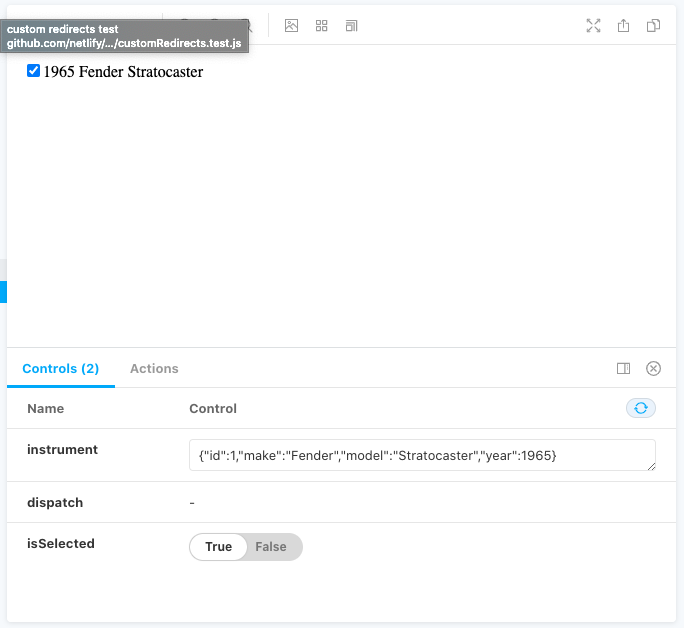 custom redirects test
github.com/netlify/.../customRedirects.test.js
1965 Fender Stratocaster
Controls (2) Actions
Name Control
instrument {"id":1,"make":"Fender","model":"Stratocaster","year":1965}
dispatch -
isSelected True False